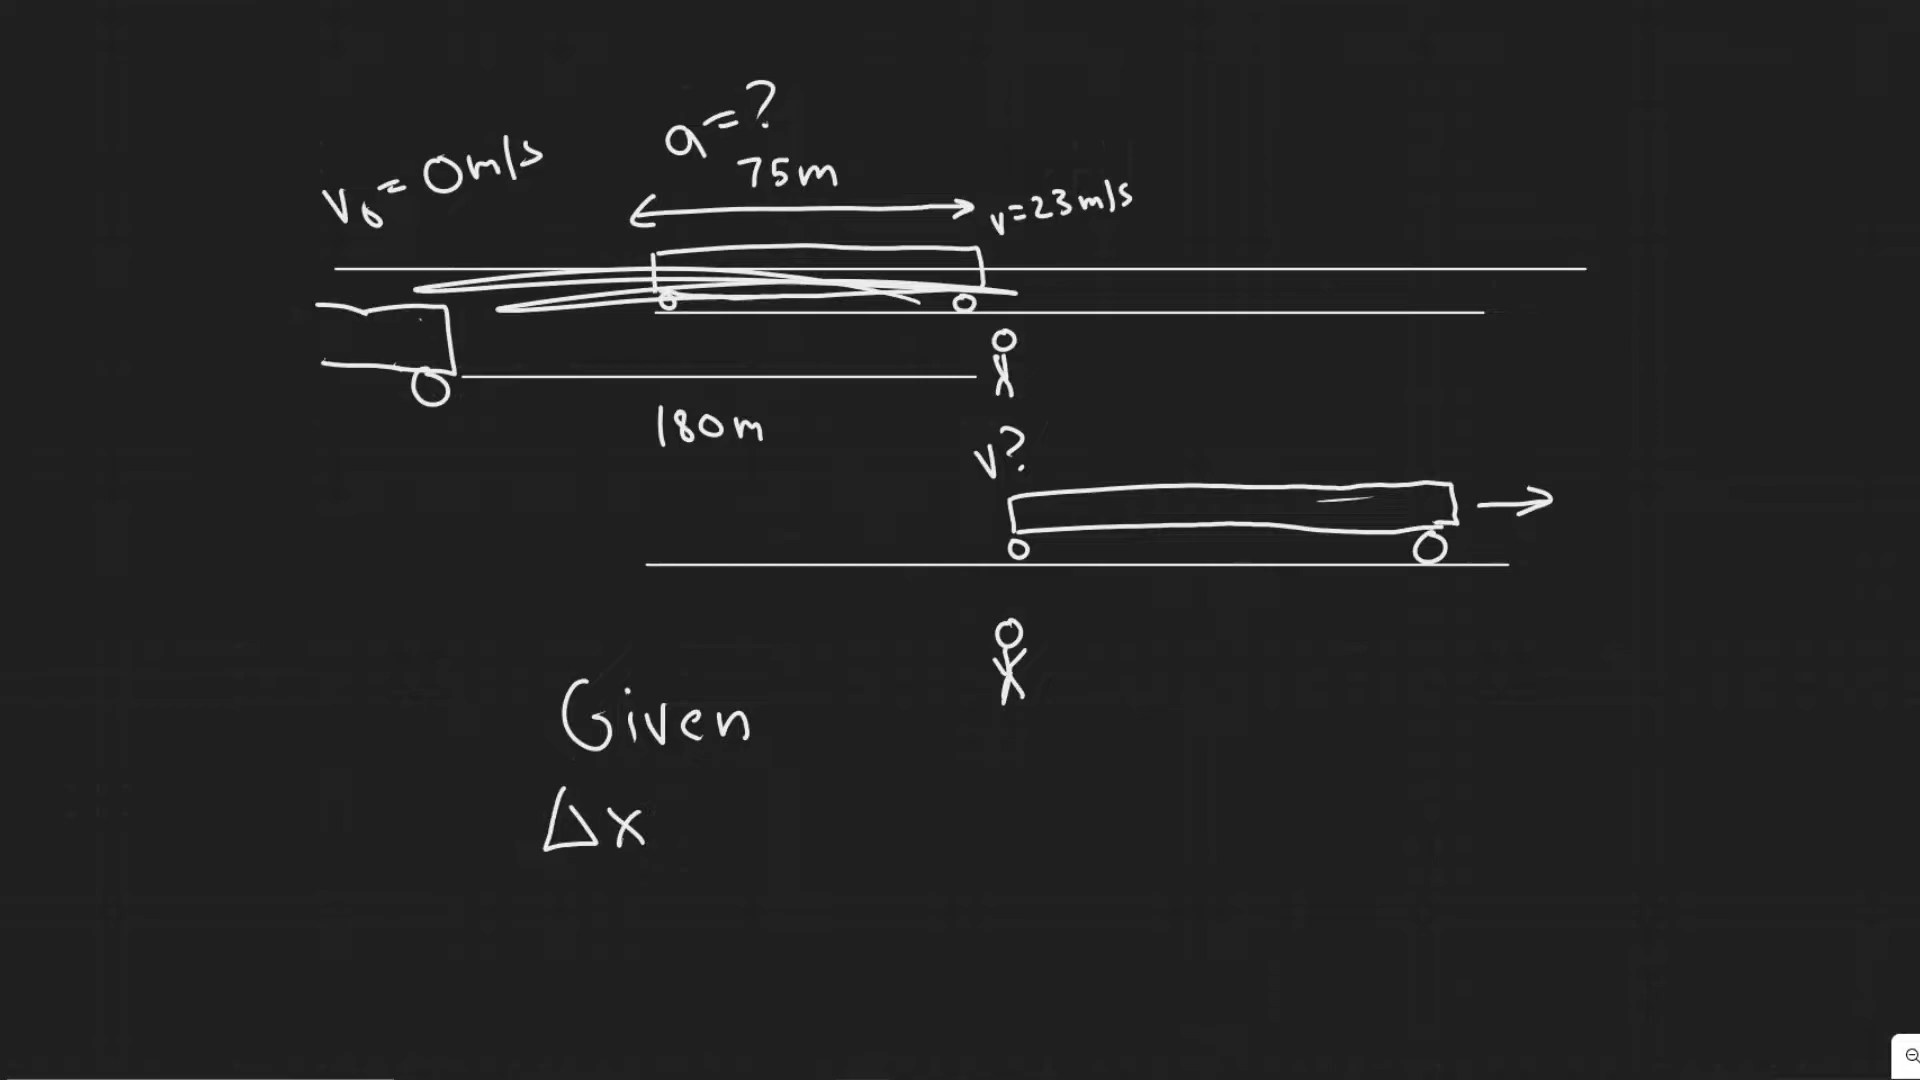 a=?
v₀=0m/s
75m
v=23m/s
180m
v?
Given
Δx